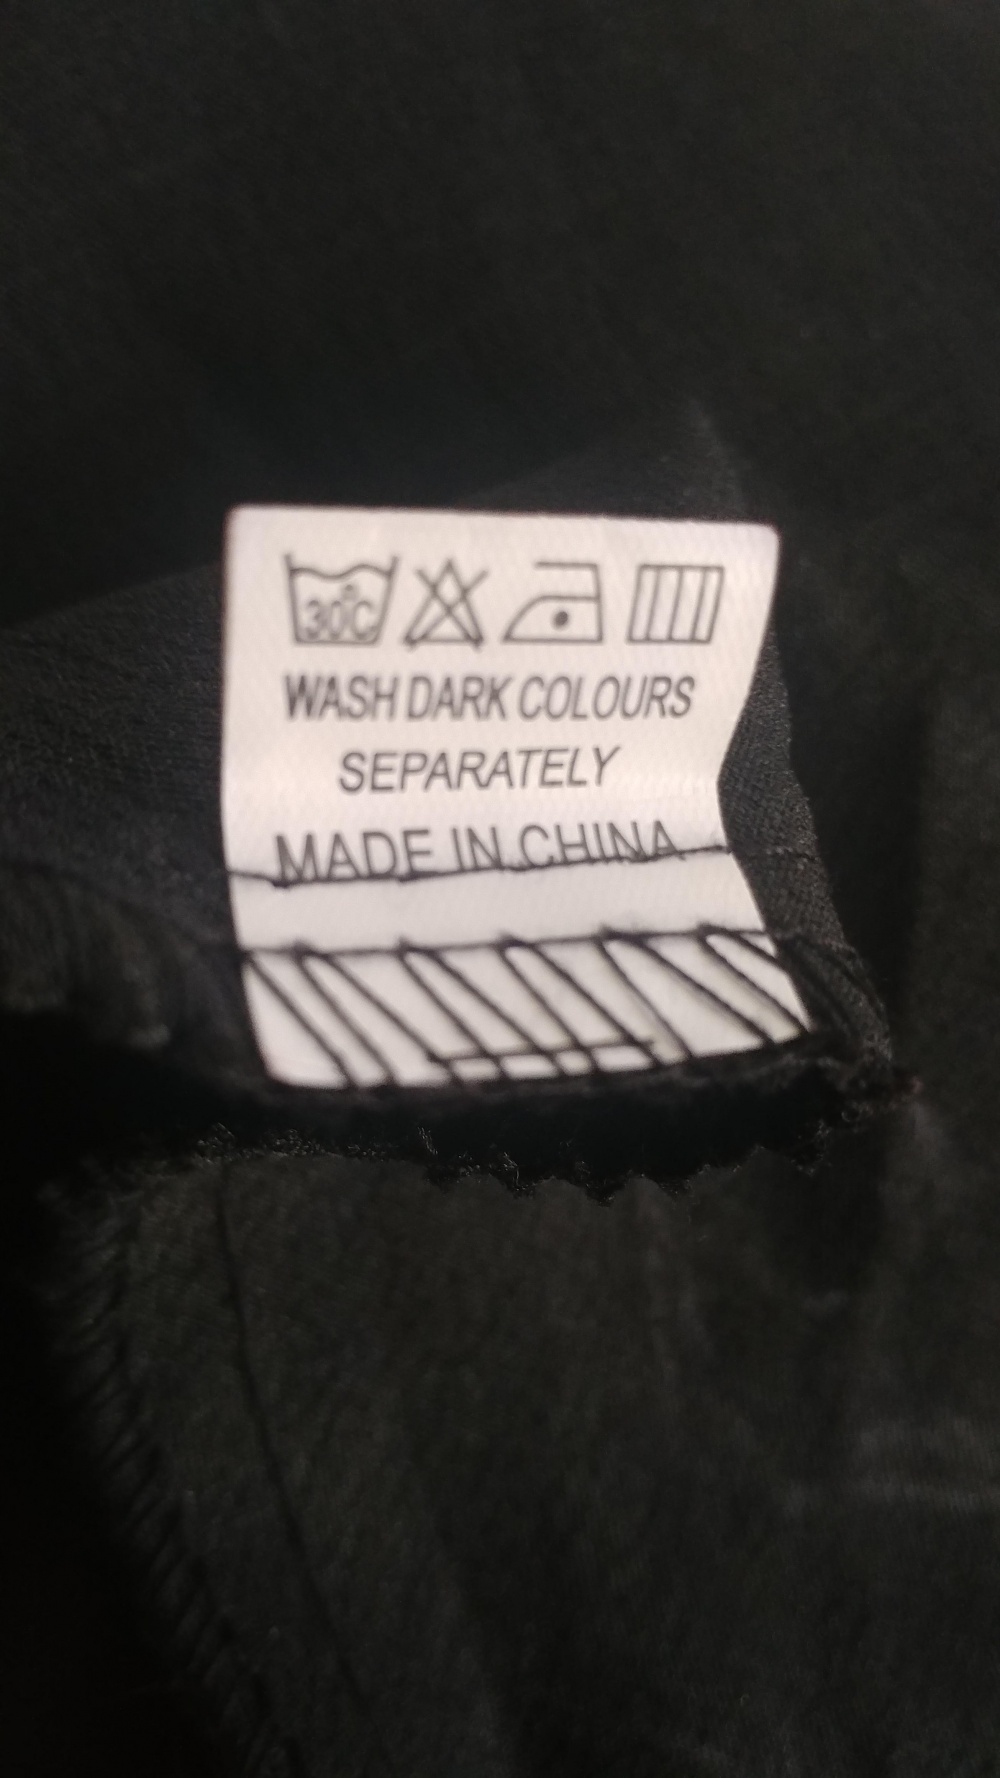 30°C
WASH DARK COLOURS
SEPARATELY
MADE IN CHINA